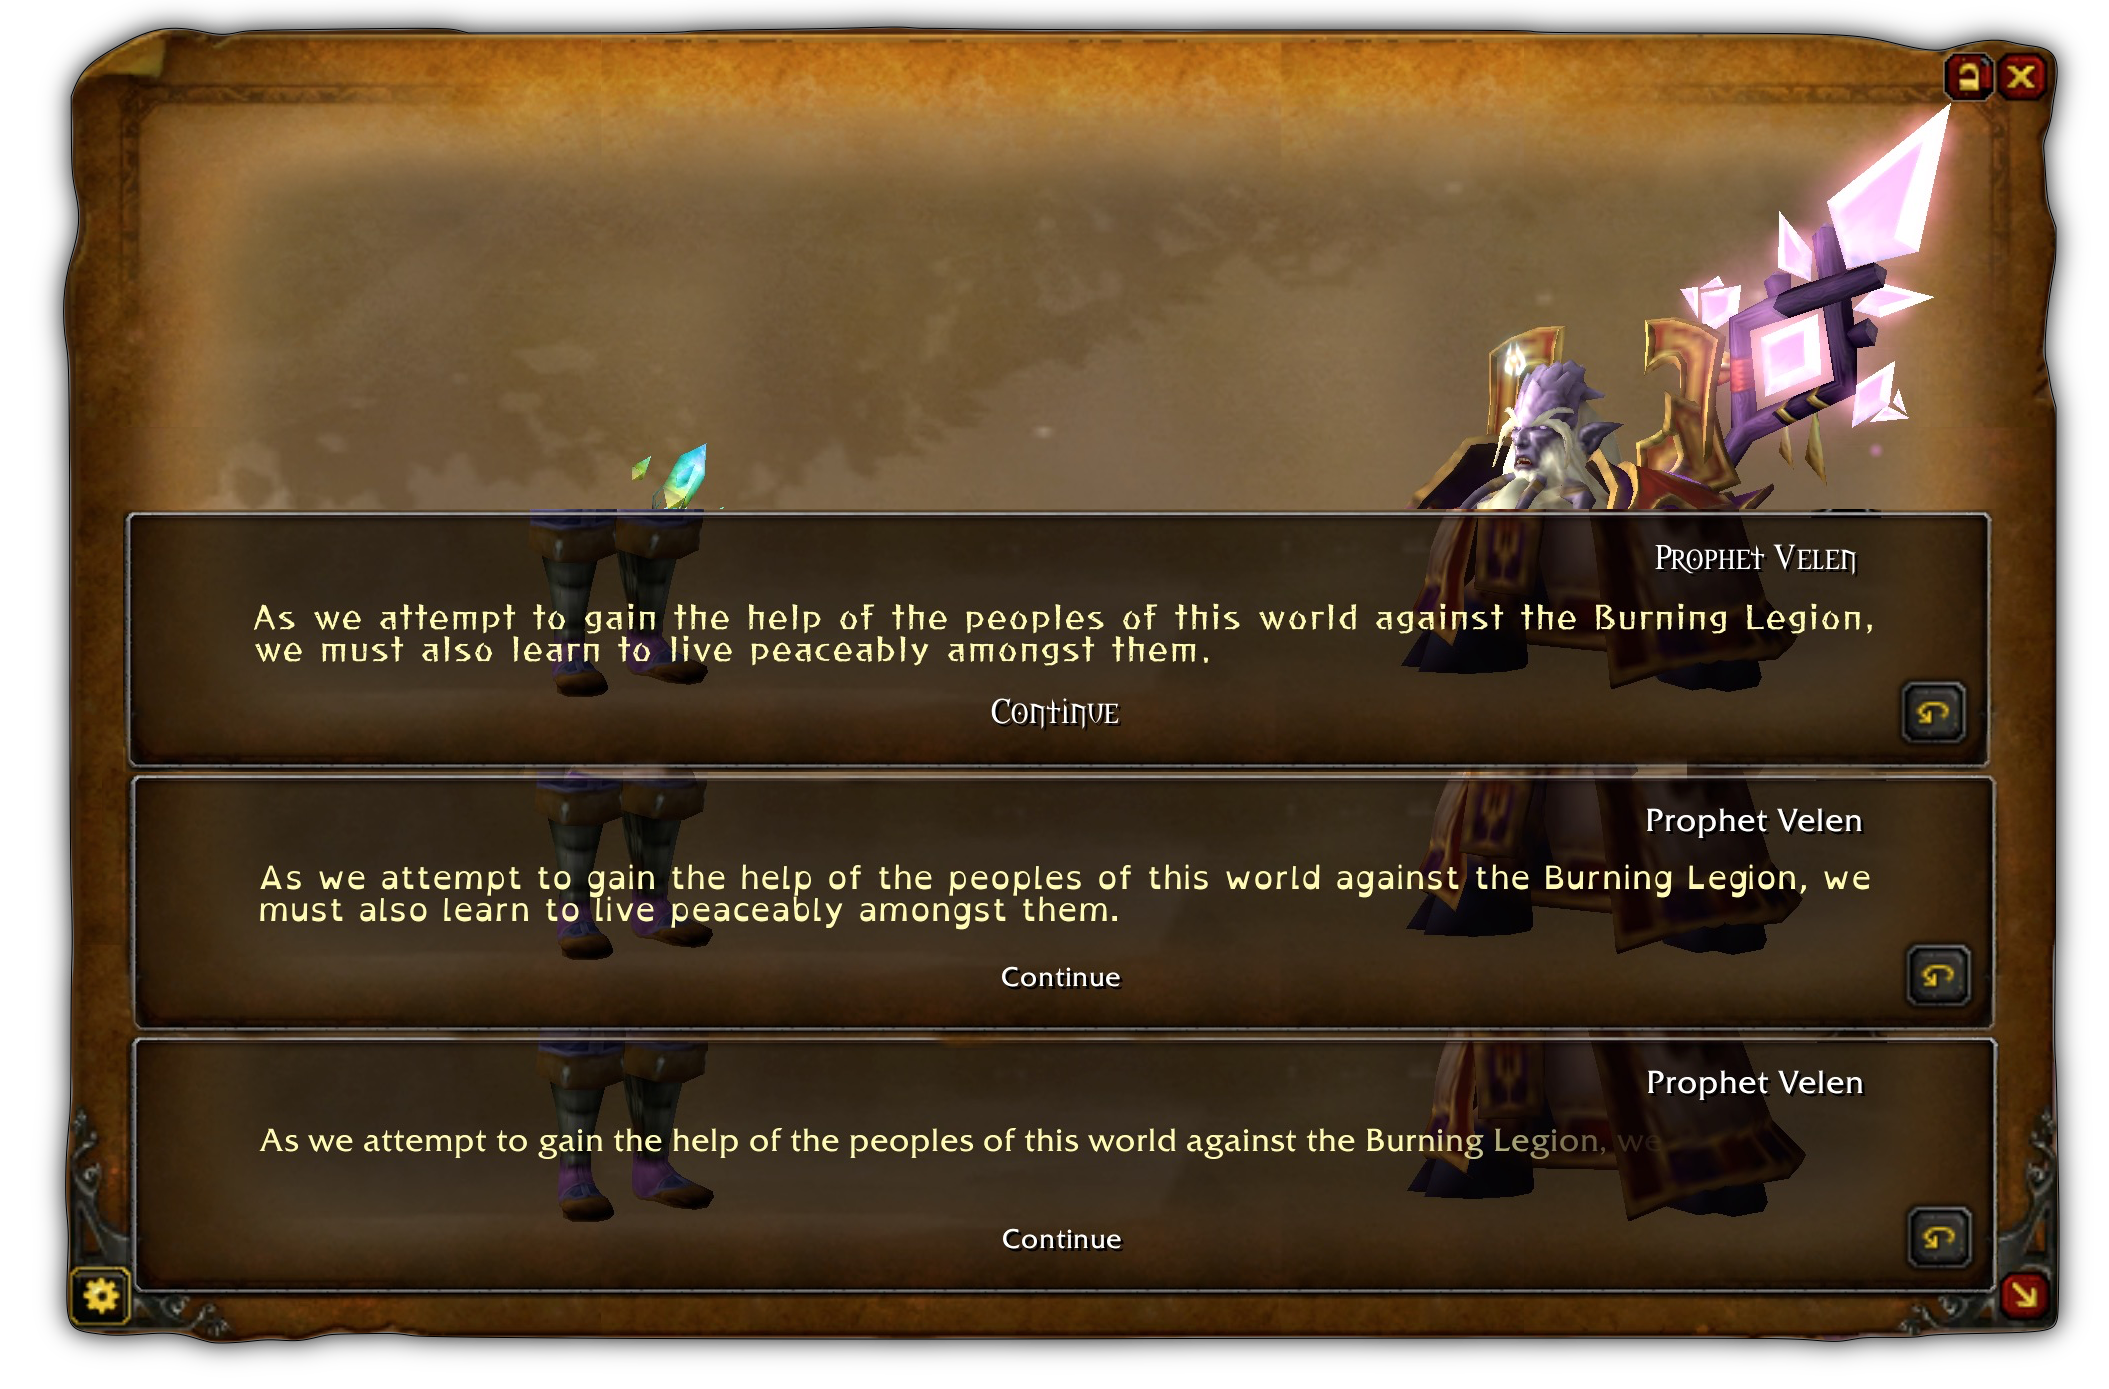 Prophet Velen
As we attempt to gain the help of the peoples of this world against the Burning Legion,
we must also learn to live peaceably amongst them.
Continue
Prophet Velen
As we attempt to gain the help of the peoples of this world against the Burning Legion, we
must also learn to live peaceably amongst them.
Continue
Prophet Velen
As we attempt to gain the help of the peoples of this world against the Burning Legion, we
Continue